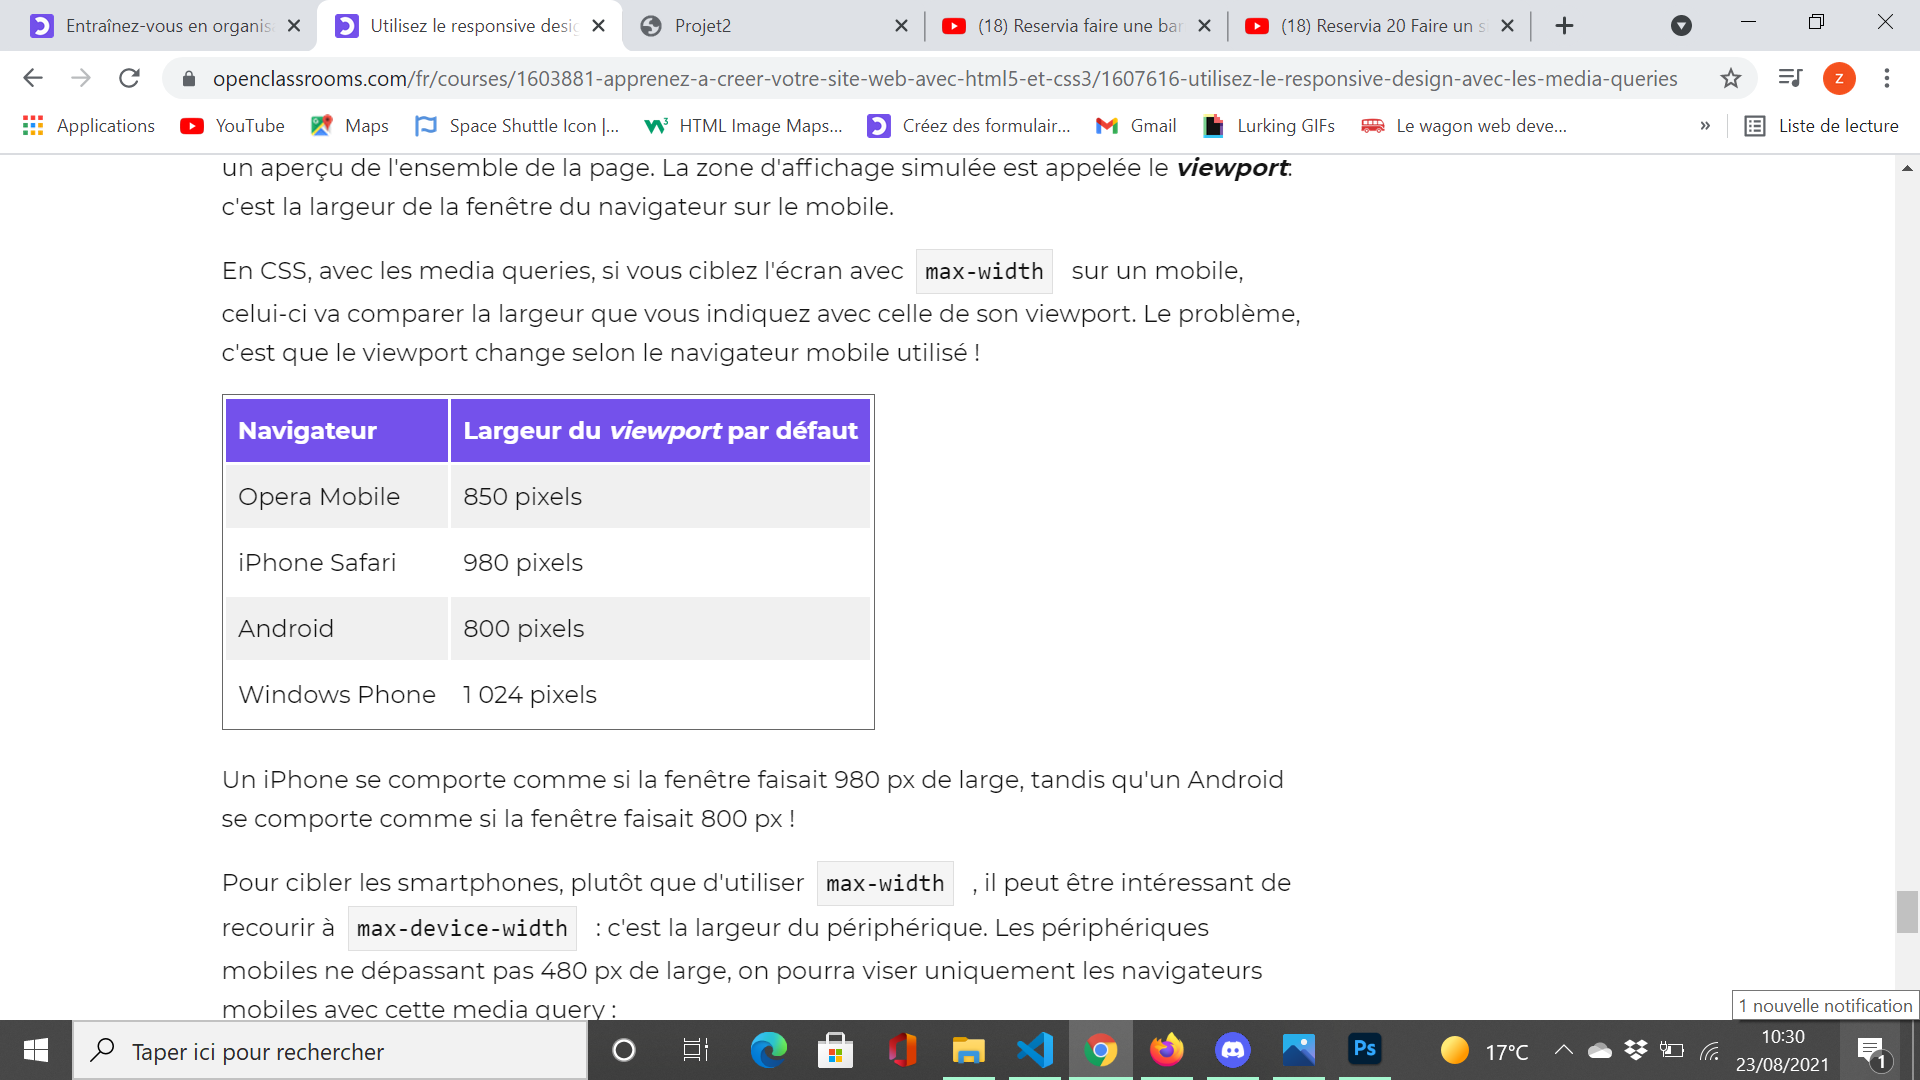 Entraînez-vous en organis
Utilisez le responsive desig
Projet2
(18) Reservia faire une bar
(18) Reservia 20 Faire un s
openclassrooms.com/fr/courses/1603881-apprenez-a-creer-votre-site-web-avec-html5-et-css3/1607616-utilisez-le-responsive-design-avec-les-media-queries
z
Applications
YouTube
Maps
Space Shuttle Icon |...
HTML Image Maps...
Créez des formulair...
Gmail
Lurking GIFs
Le wagon web deve...
»
Liste de lecture
un aperçu de l'ensemble de la page. La zone d'affichage simulée est appelée le viewport:
c'est la largeur de la fenêtre du navigateur sur le mobile.
En CSS, avec les media queries, si vous ciblez l'écran avec max-width sur un mobile,
celui-ci va comparer la largeur que vous indiquez avec celle de son viewport. Le problème,
c'est que le viewport change selon le navigateur mobile utilisé !
Navigateur Largeur du viewport par défaut
Opera Mobile 850 pixels
iPhone Safari 980 pixels
Android 800 pixels
Windows Phone 1 024 pixels
Un iPhone se comporte comme si la fenêtre faisait 980 px de large, tandis qu'un Android
se comporte comme si la fenêtre faisait 800 px !
Pour cibler les smartphones, plutôt que d'utiliser max-width , il peut être intéressant de
recourir à max-device-width : c'est la largeur du périphérique. Les périphériques
mobiles ne dépassant pas 480 px de large, on pourra viser uniquement les navigateurs
mobiles avec cette media query :
1 nouvelle notification
Taper ici pour rechercher
Ps
17°C
10:30
23/08/2021
1